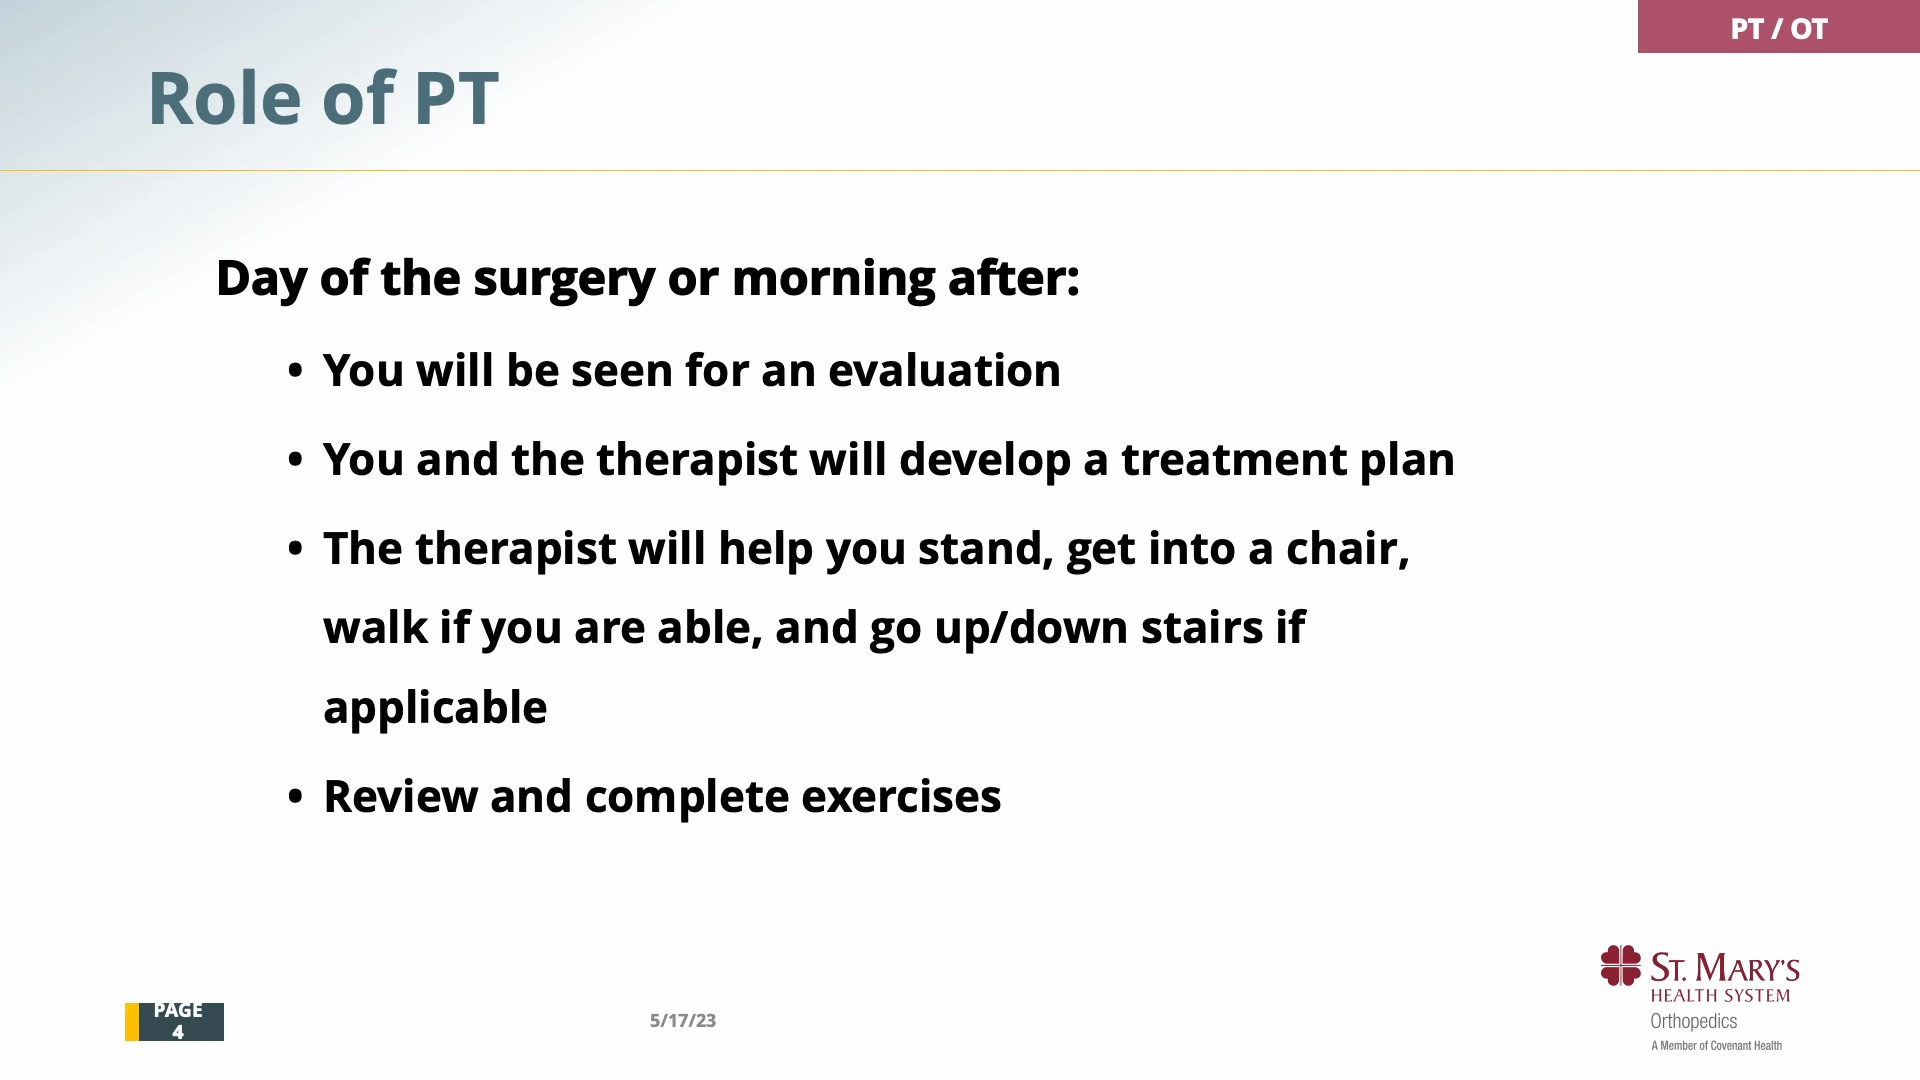 PT / OT
Role of PT
Day of the surgery or morning after:
• You will be seen for an evaluation
• You and the therapist will develop a treatment plan
• The therapist will help you stand, get into a chair,
walk if you are able, and go up/down stairs if
applicable
• Review and complete exercises
PAGE
4
5/17/23
ST. MARY'S
HEALTH SYSTEM
Orthopedics
A Member of Covenant Health